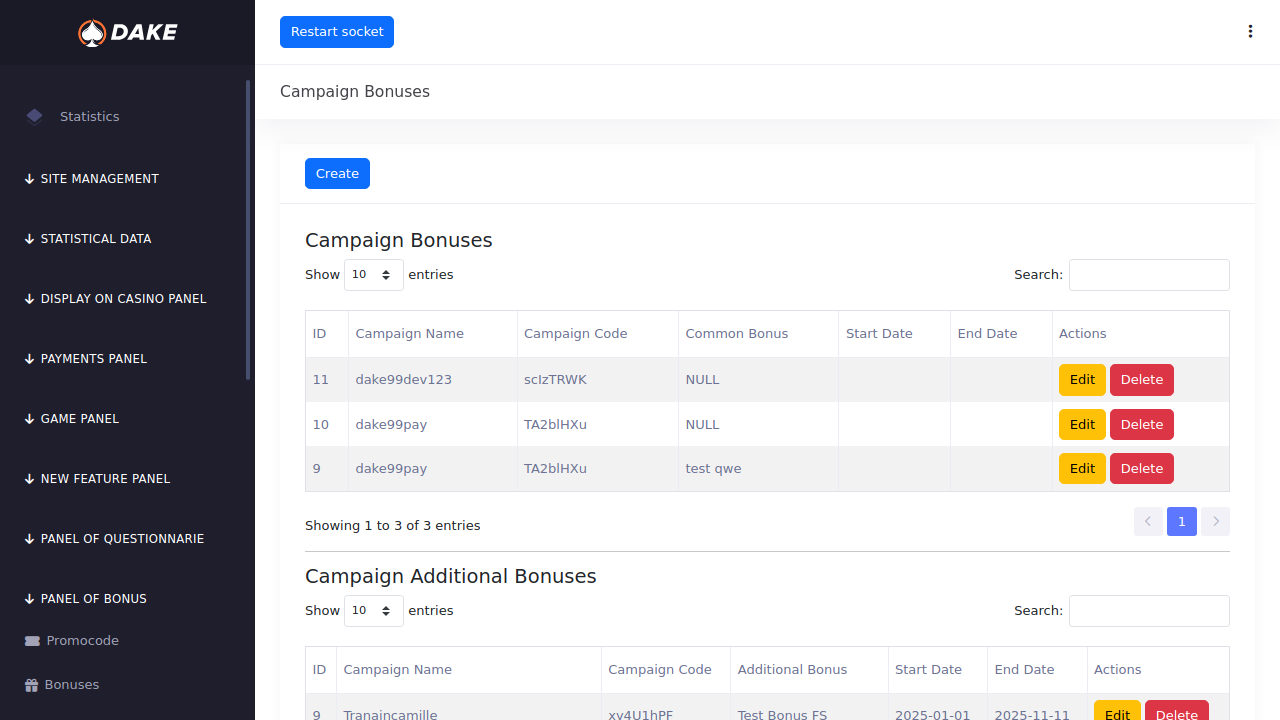 DAKE
Restart socket
Campaign Bonuses
Statistics
SITE MANAGEMENT
STATISTICAL DATA
DISPLAY ON CASINO PANEL
PAYMENTS PANEL
GAME PANEL
NEW FEATURE PANEL
PANEL OF QUESTIONNARIE
PANEL OF BONUS
Promocode
Bonuses
Create
Campaign Bonuses
Show 10 entries Search:
ID Campaign Name Campaign Code Common Bonus Start Date End Date Actions
11 dake99dev123 scIzTRWK NULL Edit Delete
10 dake99pay TA2blHXu NULL Edit Delete
9 dake99pay TA2blHXu test qwe Edit Delete
Showing 1 to 3 of 3 entries 1
Campaign Additional Bonuses
Show 10 entries Search:
ID Campaign Name Campaign Code Additional Bonus Start Date End Date Actions
9 Tranaincamille xy4U1hPF Test Bonus FS 2025-01-01 2025-11-11 Edit Delete